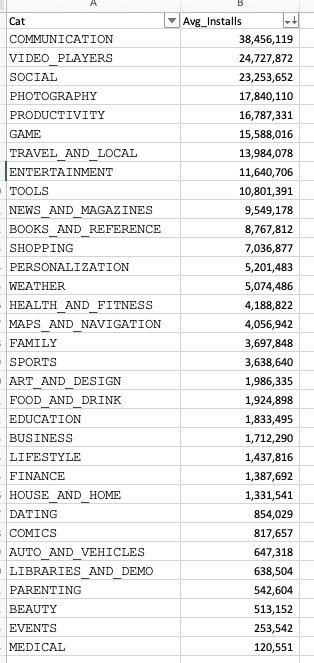 A B
Cat Avg_Installs
COMMUNICATION 38,456,119
VIDEO_PLAYERS 24,727,872
SOCIAL 23,253,652
PHOTOGRAPHY 17,840,110
PRODUCTIVITY 16,787,331
GAME 15,588,016
TRAVEL_AND_LOCAL 13,984,078
ENTERTAINMENT 11,640,706
TOOLS 10,801,391
NEWS_AND_MAGAZINES 9,549,178
BOOKS_AND_REFERENCE 8,767,812
SHOPPING 7,036,877
PERSONALIZATION 5,201,483
WEATHER 5,074,486
HEALTH_AND_FITNESS 4,188,822
MAPS_AND_NAVIGATION 4,056,942
FAMILY 3,697,848
SPORTS 3,638,640
ART_AND_DESIGN 1,986,335
FOOD_AND_DRINK 1,924,898
EDUCATION 1,833,495
BUSINESS 1,712,290
LIFESTYLE 1,437,816
FINANCE 1,387,692
HOUSE_AND_HOME 1,331,541
DATING 854,029
COMICS 817,657
AUTO_AND_VEHICLES 647,318
LIBRARIES_AND_DEMO 638,504
PARENTING 542,604
BEAUTY 513,152
EVENTS 253,542
MEDICAL 120,551